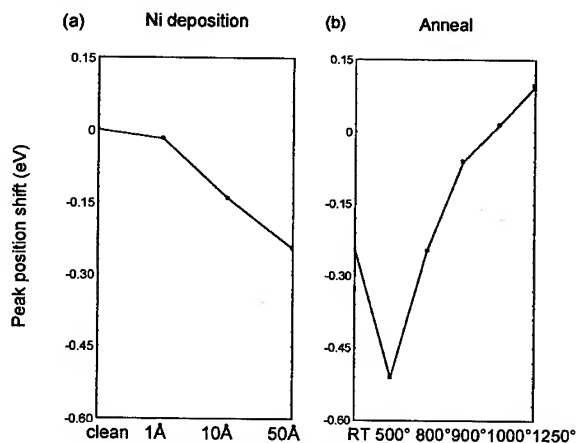 (a) Ni deposition
(b) Anneal
Peak position shift (eV)
0.15
0
-0.15
-0.30
-0.45
-0.60
clean 1Å 10Å 50Å
0.15
0
-0.15
-0.30
-0.45
-0.60
RT 500° 800° 900° 1000° 1250°